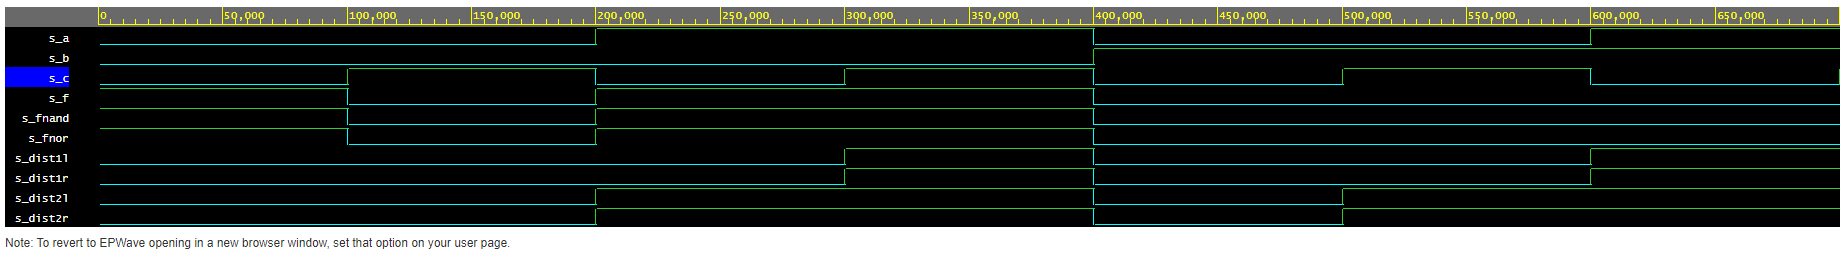 0 50,000 100,000 150,000 200,000 250,000 300,000 350,000 400,000 450,000 500,000 550,000 600,000 650,000
s_a
s_b
s_c
s_f
s_fnand
s_fnor
s_dist1l
s_dist1r
s_dist2l
s_dist2r
Note: To revert to EPWave opening in a new browser window, set that option on your user page.